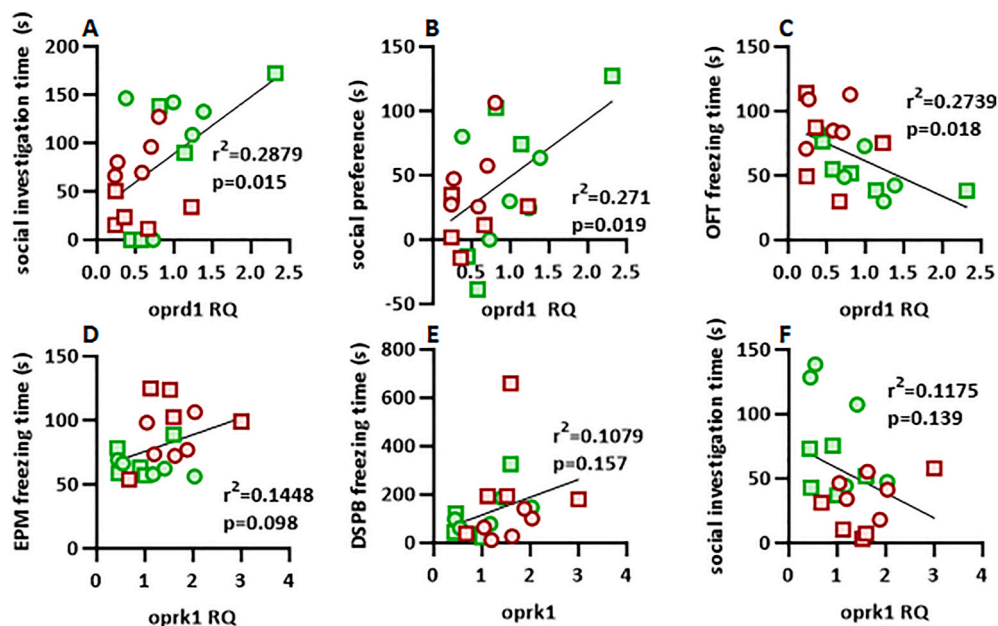 A
social investigation time (s)
200
150
100
50
0
0.0 0.5 1.0 1.5 2.0 2.5
r²=0.2879
p=0.015
oprd1 RQ
B
social preference (s)
150
100
50
0
-50
0.5 1.0 1.5 2.0 2.5
r²=0.271
p=0.019
oprd1 RQ
C
OFT freezing time (s)
150
100
50
0
0.0 0.5 1.0 1.5 2.0 2.5
r²=0.2739
p=0.018
oprd1 RQ
D
EPM freezing time (s)
150
100
50
0
0 1 2 3 4
r²=0.1448
p=0.098
oprk1 RQ
E
DSPB freezing time (s)
800
600
400
200
0
0 1 2 3 4
r²=0.1079
p=0.157
oprk1
F
social investigation time (s)
150
100
50
0
0 1 2 3 4
r²=0.1175
p=0.139
oprk1 RQ